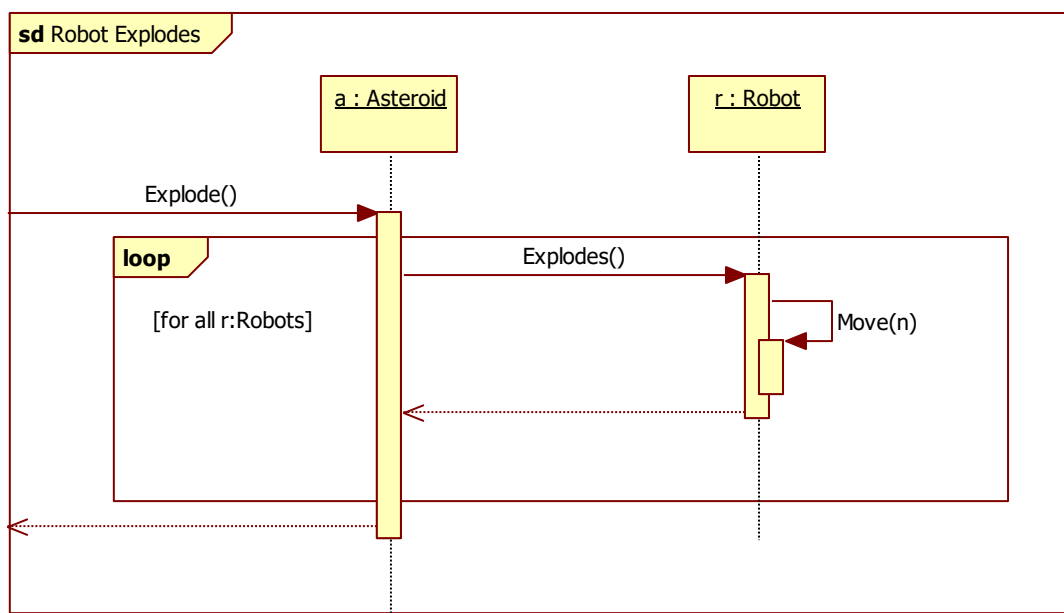 sd Robot Explodes
a : Asteroid
r : Robot
Explode()
loop
Explodes()
[for all r:Robots]
Move(n)